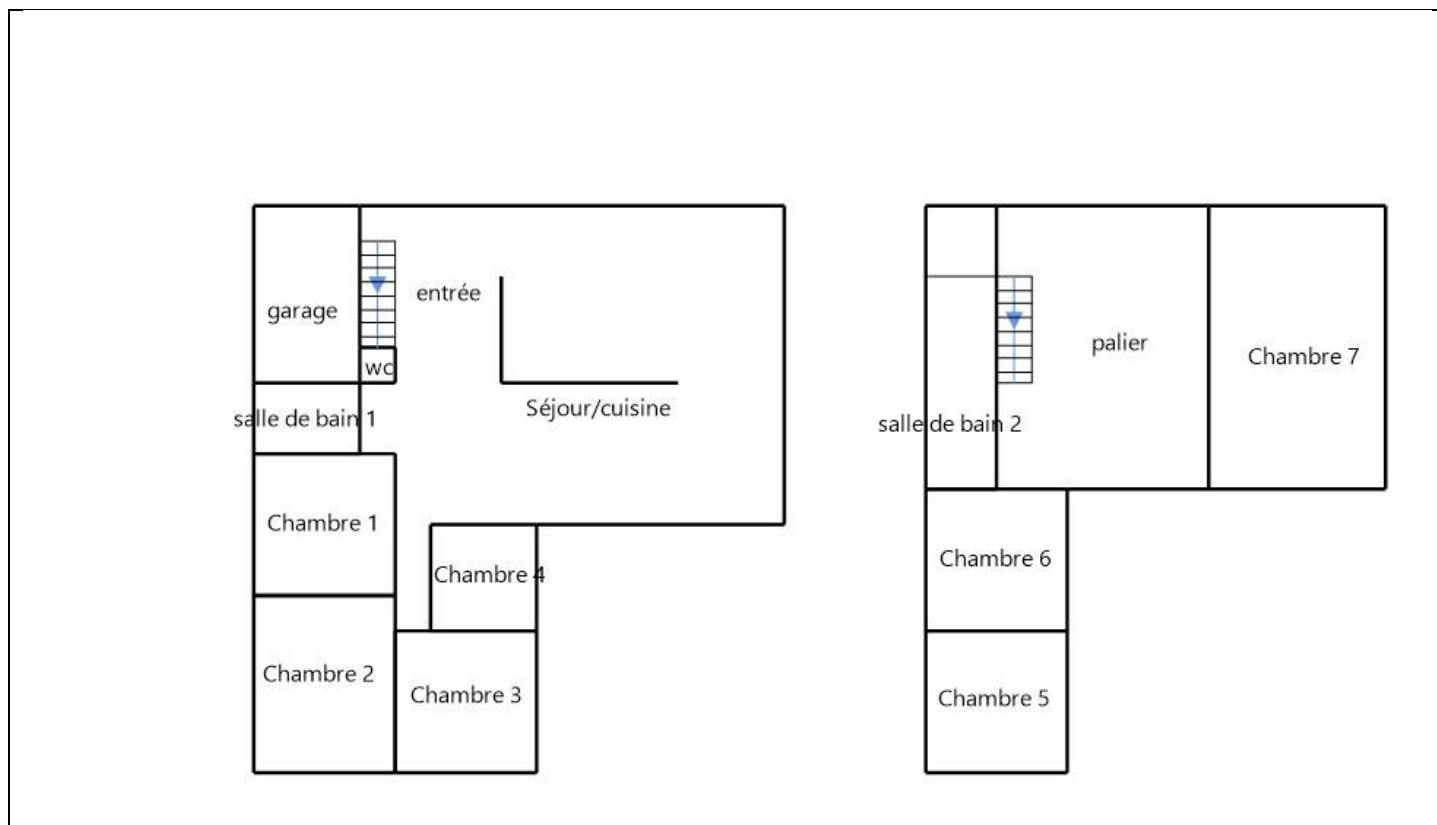 garage
entrée
wc
salle de bain 1
Séjour/cuisine
Chambre 1
Chambre 4
Chambre 2
Chambre 3
palier
Chambre 7
salle de bain 2
Chambre 6
Chambre 5